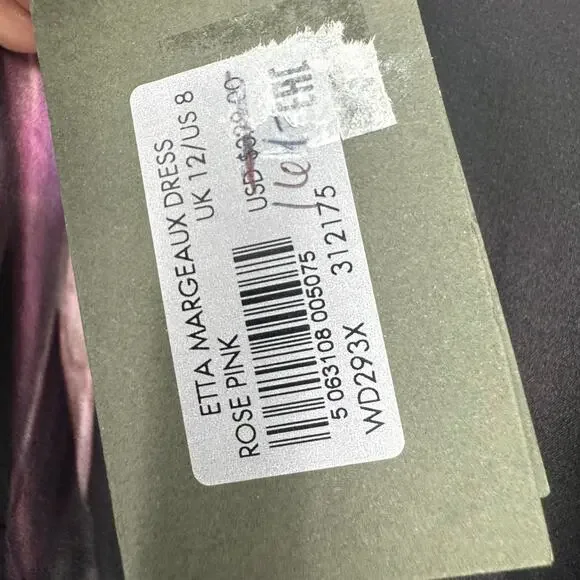 ETTA MARGEAUX DRESS
UK 12/US 8
ROSE PINK
5 063108 005075
WD293X
312175